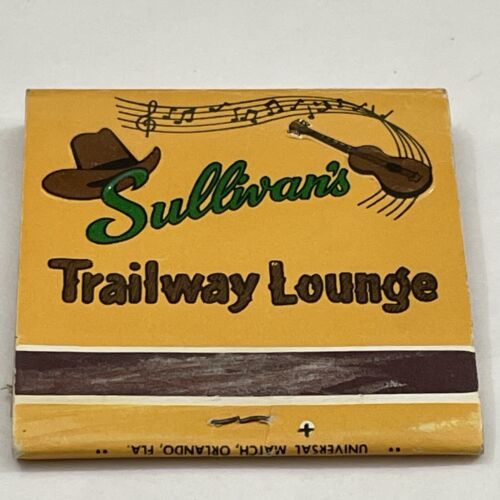 Sullivan's
Trailway Lounge
" UNIVERSAL MATCH, ORLANDO, FLA. "